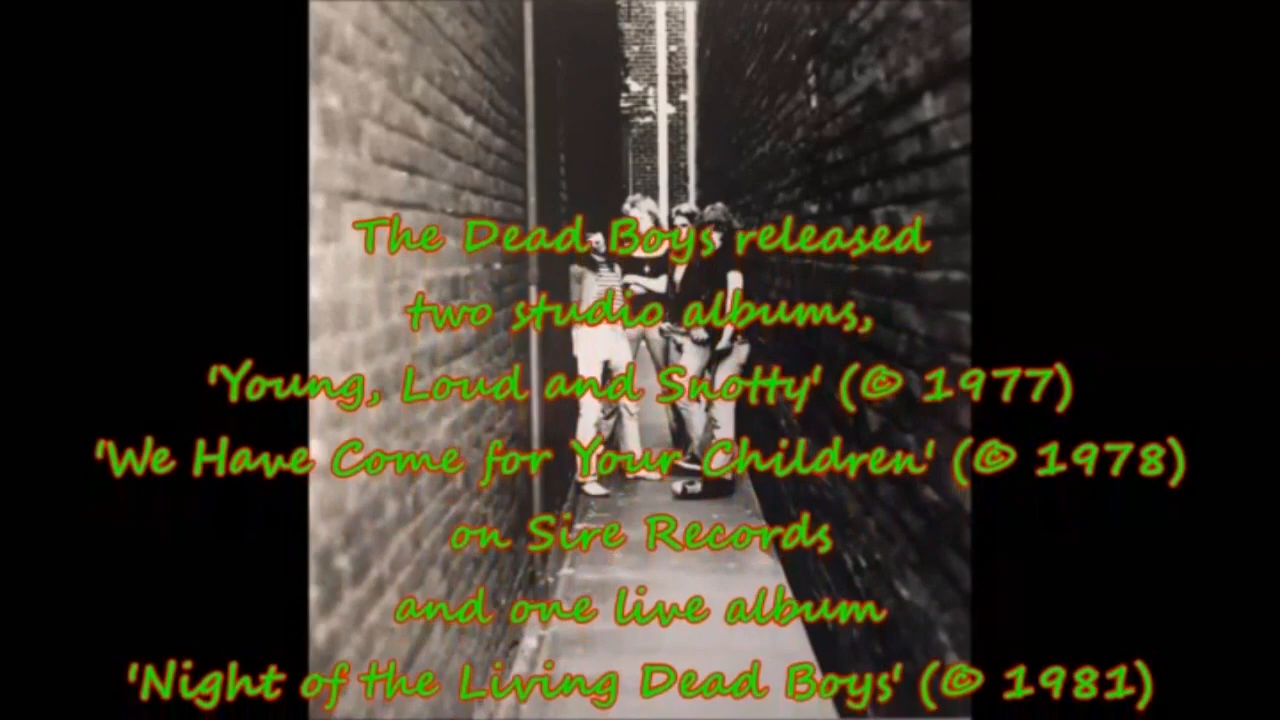 The Dead Boys released
two studio albums,
'Young, Loud and Snotty' (© 1977)
'We Have Come for Your Children' (© 1978)
on Sire Records
and one live album
'Night of the Living Dead Boys' (© 1981)